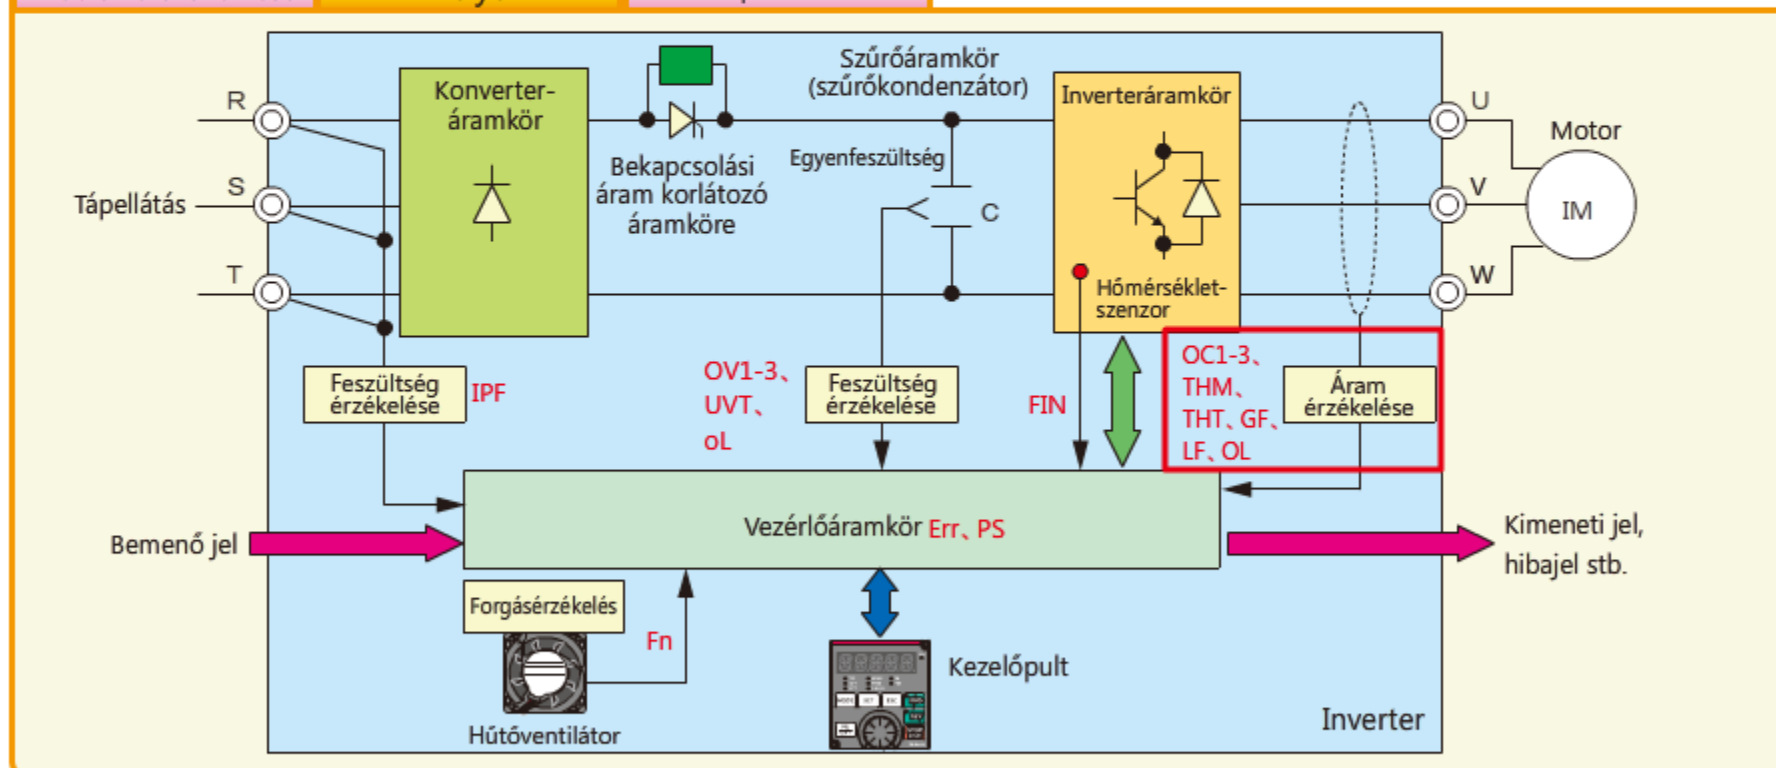 Szűrőáramkör
(szűrőkondenzátor)
Konverter-
áramkör
Inverteráramkör
R
U
Motor
Bekapcsolási
áram korlátozó
áramköre
Egyenfeszültség
Tápellátás
S
C
V
IM
T
Hőmérséklet-
szenzor
W
Feszültség
érzékelése
IPF
OV1-3、
UVT、
oL
Feszültség
érzékelése
FIN
OC1-3、
THM、
THT、GF、
LF、OL
Áram
érzékelése
Bemenő jel
Vezérlőáramkör Err、PS
Kimeneti jel,
hibajel stb.
Forgásérzékelés
Fn
Hűtőventilátor
Kezelőpult
Inverter